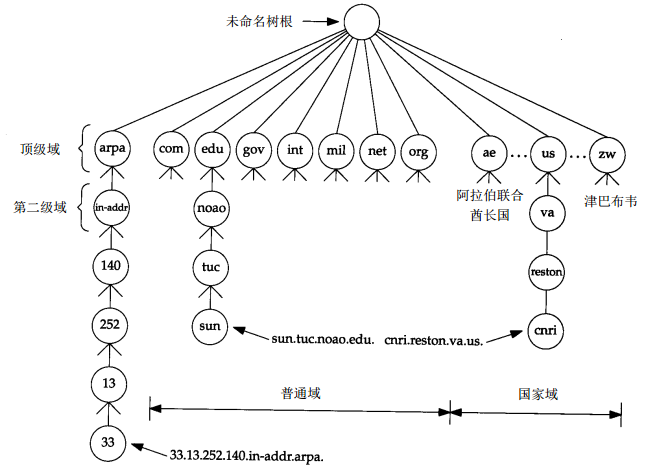 未命名树根
顶级域
arpa
com
edu
gov
int
mil
net
org
ae
...
us
...
zw
第二级域
in-addr
noao
阿拉伯联合
酋长国
va
津巴布韦
140
tuc
reston
252
sun
sun.tuc.noao.edu.
cnri.reston.va.us.
cnri
13
普通域
国家域
33
33.13.252.140.in-addr.arpa.